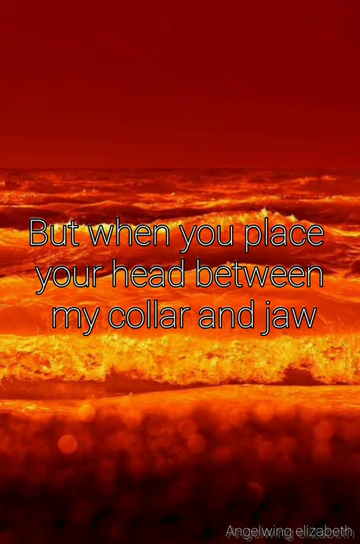 But when you place
your head between
my collar and jaw
Angelwing elizabeth